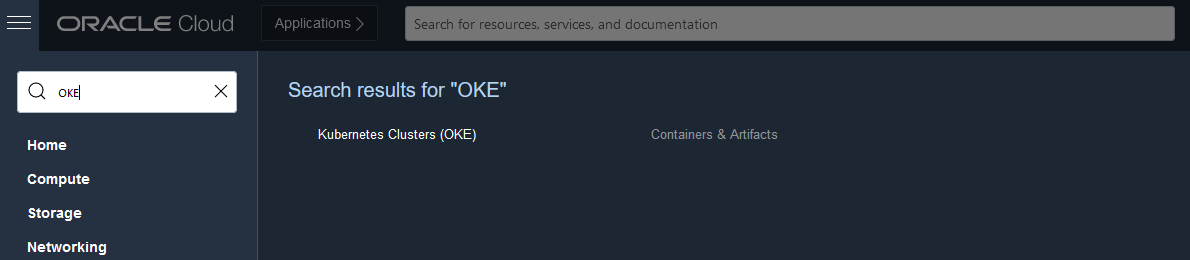 ORACLE Cloud Applications Search for resources, services, and documentation
OKE
Search results for "OKE"
Kubernetes Clusters (OKE) Containers & Artifacts
Home
Compute
Storage
Networking